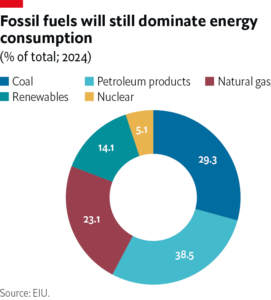 Fossil fuels will still dominate energy
consumption
(% of total; 2024)
Coal Petroleum products Natural gas
Renewables Nuclear
5.1
14.1
29.3
23.1
38.5
Source: EIU.